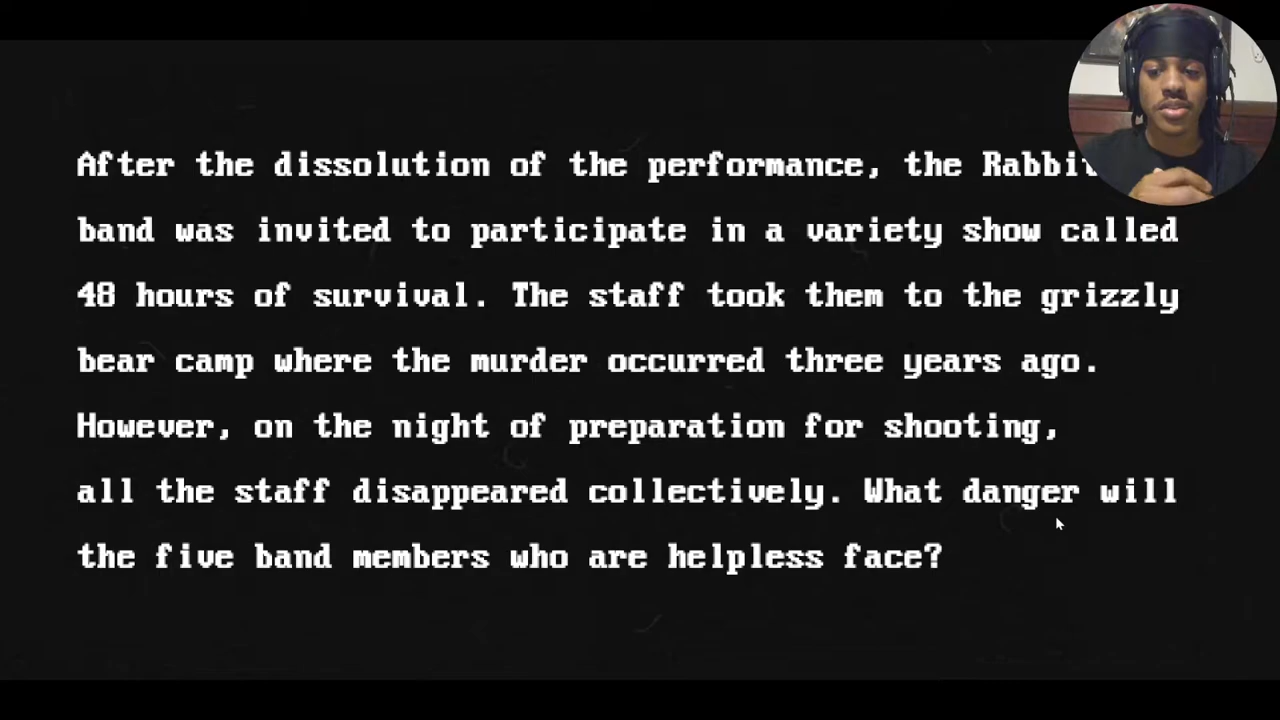 After the dissolution of the performance, the Rabbit
band was invited to participate in a variety show called
48 hours of survival. The staff took them to the grizzly
bear camp where the murder occurred three years ago.
However, on the night of preparation for shooting,
all the staff disappeared collectively. What danger will
the five band members who are helpless face?